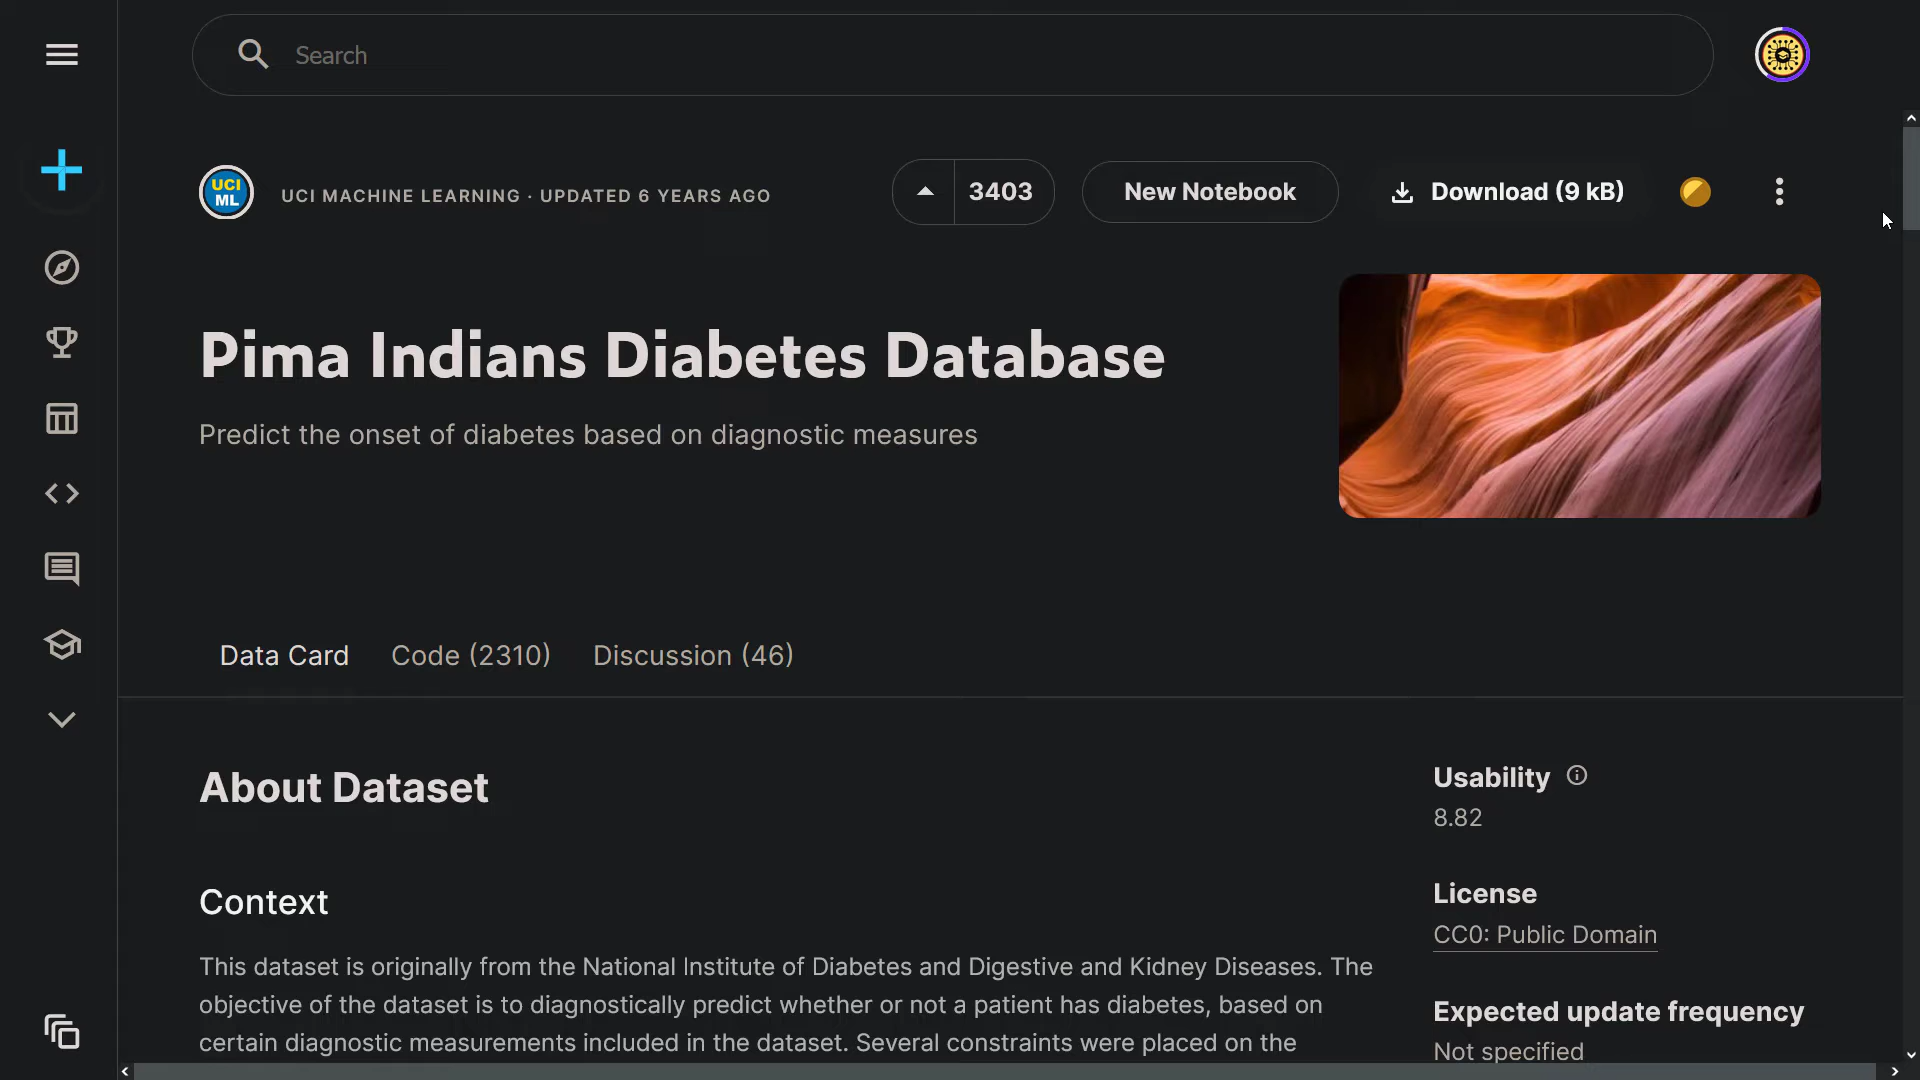 Search
UCI
ML
UCI MACHINE LEARNING · UPDATED 6 YEARS AGO
3403
New Notebook
Download (9 kB)
Pima Indians Diabetes Database
Predict the onset of diabetes based on diagnostic measures
Data Card
Code (2310)
Discussion (46)
About Dataset
Context
This dataset is originally from the National Institute of Diabetes and Digestive and Kidney Diseases. The
objective of the dataset is to diagnostically predict whether or not a patient has diabetes, based on
certain diagnostic measurements included in the dataset. Several constraints were placed on the
Usability
8.82
License
CC0: Public Domain
Expected update frequency
Not specified